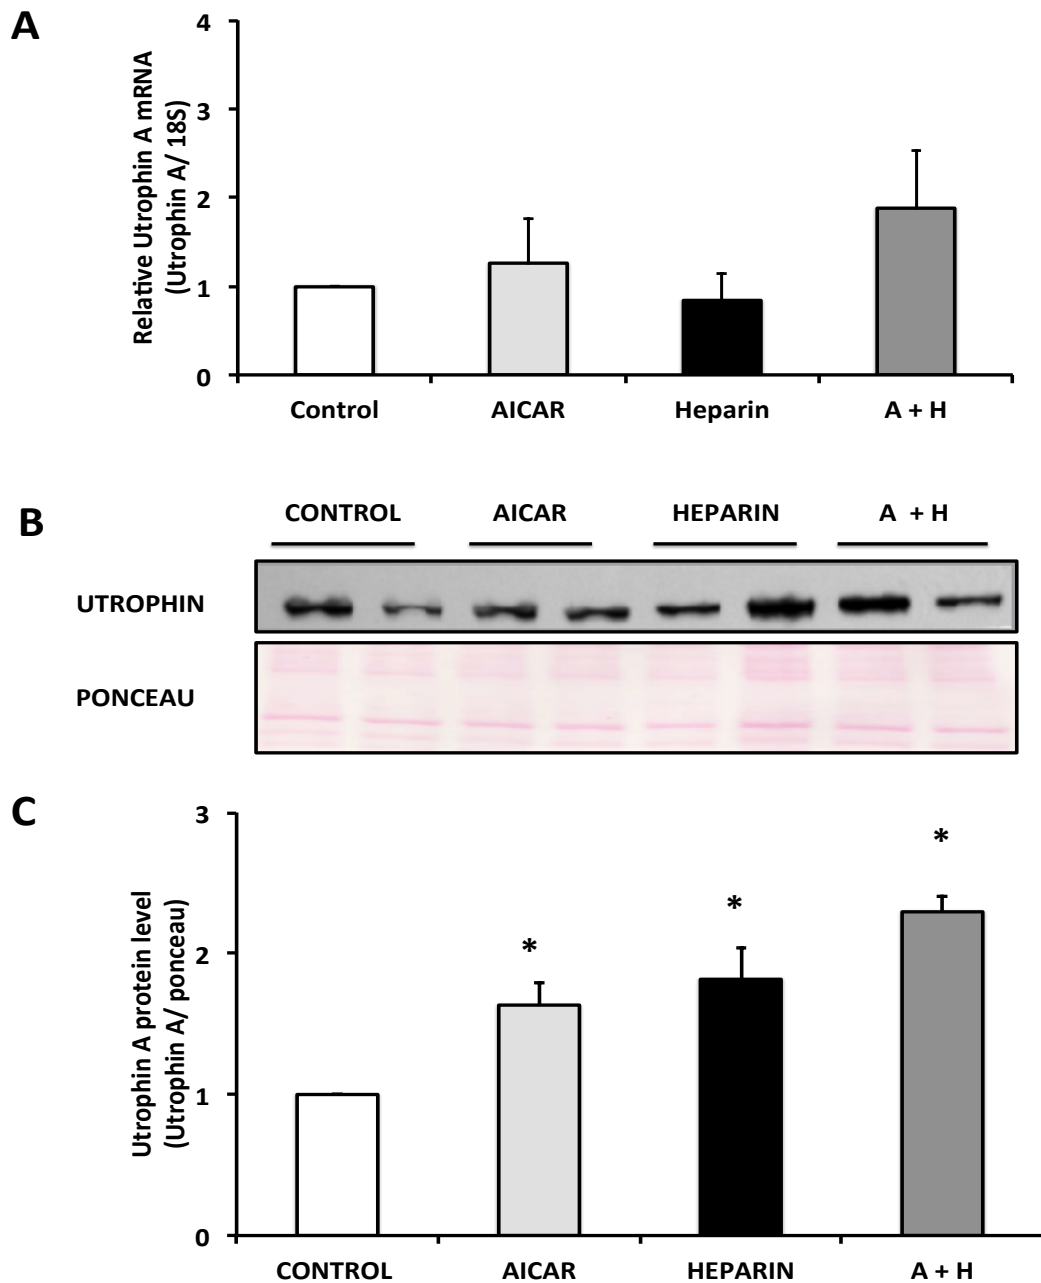 A
4
3
2
1
0
Relative Utrophin A mRNA
(Utrophin A/ 18S)
Control AICAR Heparin A + H
B
CONTROL AICAR HEPARIN A + H
UTROPHIN
PONCEAU
C
3
2
1
0
Utrophin A protein level
(Utrophin A/ ponceau)
* * *
CONTROL AICAR HEPARIN A + H